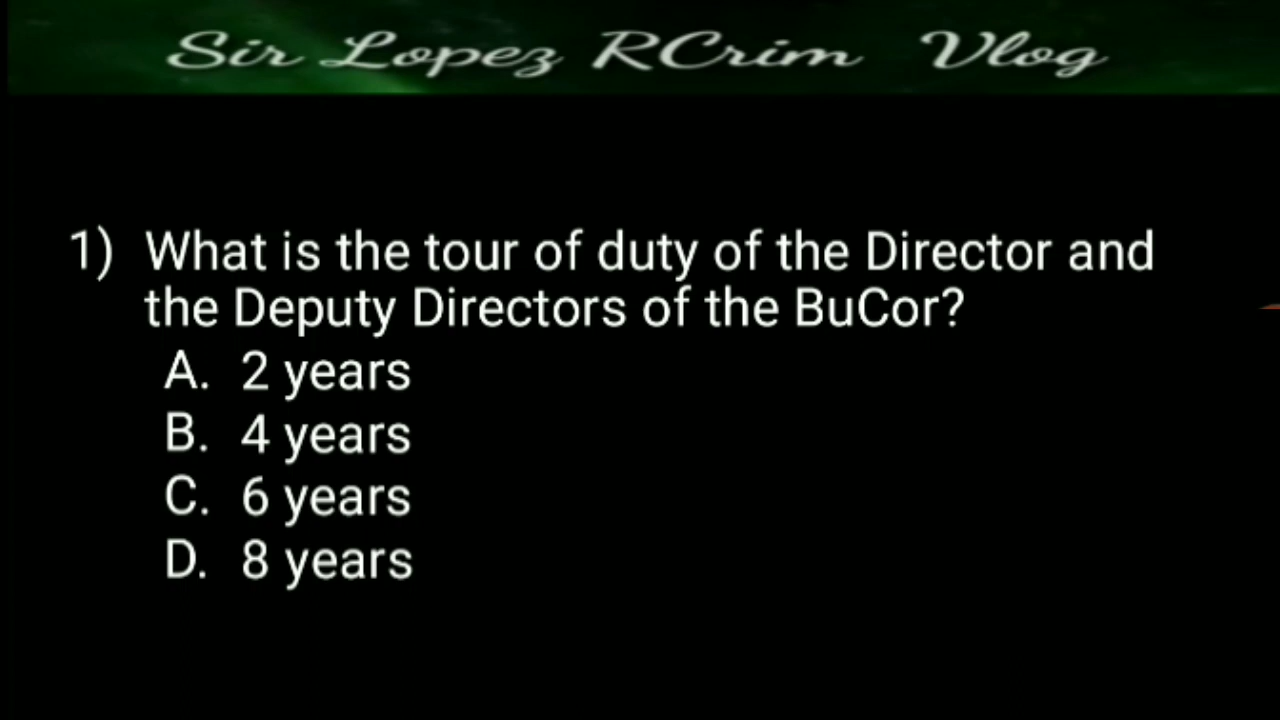 Sir Lopez RCrim Vlog
1) What is the tour of duty of the Director and
the Deputy Directors of the BuCor?
A. 2 years
B. 4 years
C. 6 years
D. 8 years